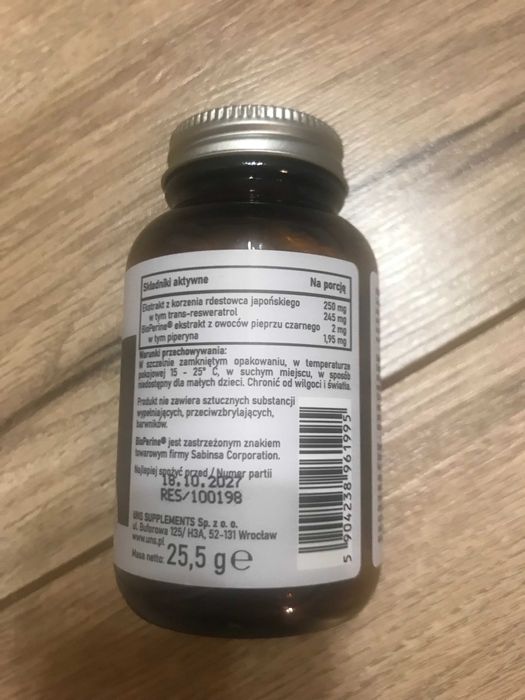 Składniki aktywne Na porcję
Ekstrakt z korzenia rdestowca japońskiego 250 mg
w tym trans-resweratrol 245 mg
BioPerine® ekstrakt z owoców pieprzu czarnego 2 mg
w tym piperyna 1,95 mg
Warunki przechowywania:
W szczelnie zamkniętym opakowaniu, w temperaturze
pokojowej 15 - 25° C, w suchym miejscu, w sposób
niedostępny dla małych dzieci. Chronić od wilgoci i światła.
Produkt nie zawiera sztucznych substancji
wypełniających, przeciwzbrylających,
barwników.
BioPerine® jest zastrzeżonym znakiem
towarowym firmy Sabinsa Corporation.
Najlepiej spożyć przed / Numer partii
18.10.2027
RES/100198
UNS SUPPLEMENTS Sp. z o. o.
ul. Buforowa 125/ H3A, 52-131 Wrocław
www.uns.pl
Masa netto: 25,5 g e
5 904238 961995